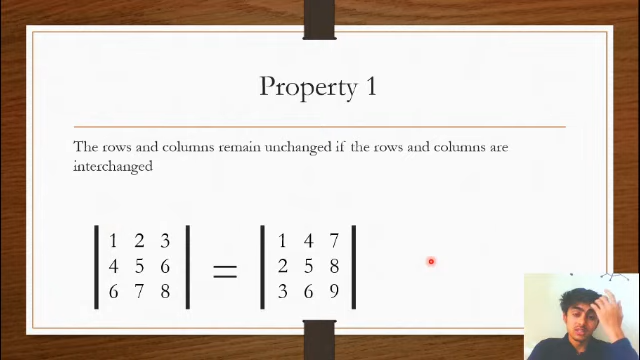 Property 1
The rows and columns remain unchanged if the rows and columns are
interchanged
1 2 3
4 5 6
6 7 8
=
1 4 7
2 5 8
3 6 9